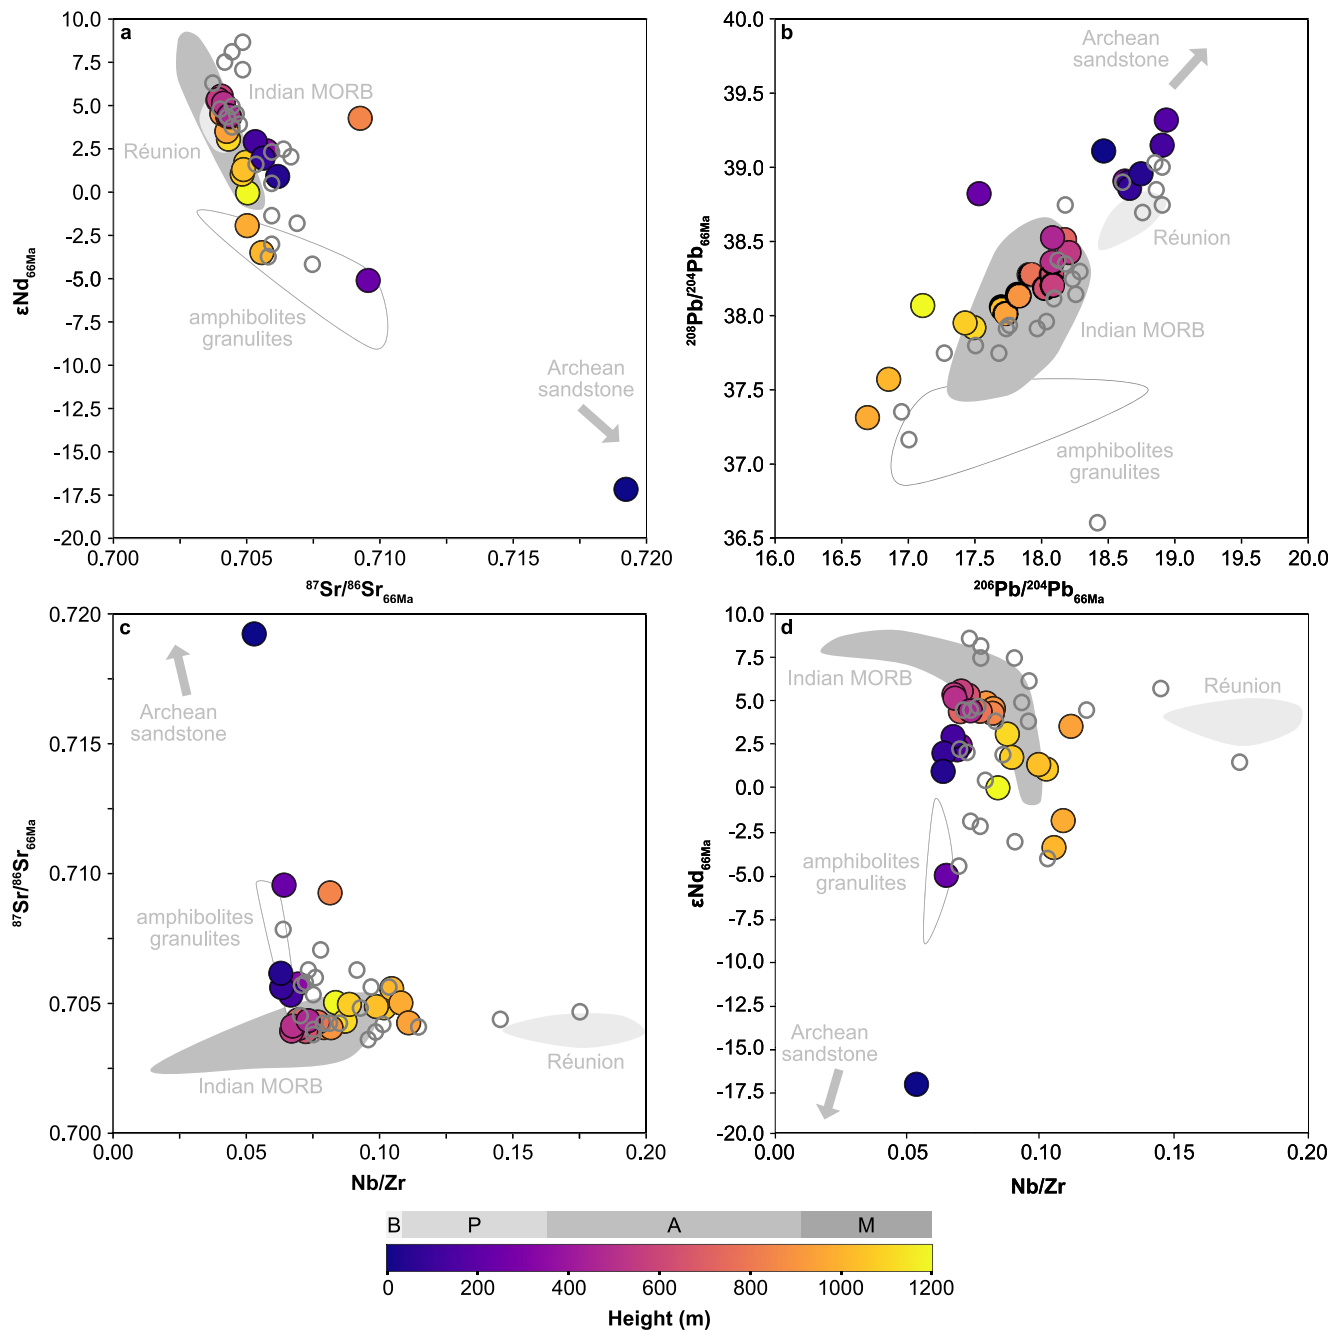 a
10.0
7.5
5.0
2.5
0.0
-2.5
-5.0
-7.5
-10.0
-12.5
-15.0
-17.5
-20.0
εNd66Ma
Indian MORB
Réunion
amphibolites
granulites
Archean
sandstone
0.700
0.705
0.710
0.715
0.720
87Sr/86Sr66Ma
b
40.0
39.5
39.0
38.5
38.0
37.5
37.0
36.5
208Pb/204Pb66Ma
Archean
sandstone
Réunion
Indian MORB
amphibolites
granulites
16.0
17.0
17.5
18.0
18.5
19.0
19.5
20.0
206Pb/204Pb66Ma
c
0.720
0.715
0.710
0.705
0.700
87Sr/86Sr66Ma
Archean
sandstone
amphibolites
granulites
Indian MORB
Réunion
0.00
0.05
0.10
0.15
0.20
Nb/Zr
d
10.0
7.5
5.0
2.5
0.0
-2.5
-5.0
-7.5
-10.0
-12.5
-15.0
-17.5
-20.0
εNd66Ma
Indian MORB
Réunion
amphibolites
granulites
Archean
sandstone
0.00
0.05
0.10
0.15
0.20
Nb/Zr
B P A M
0 200 400 600 800 1000 1200
Height (m)